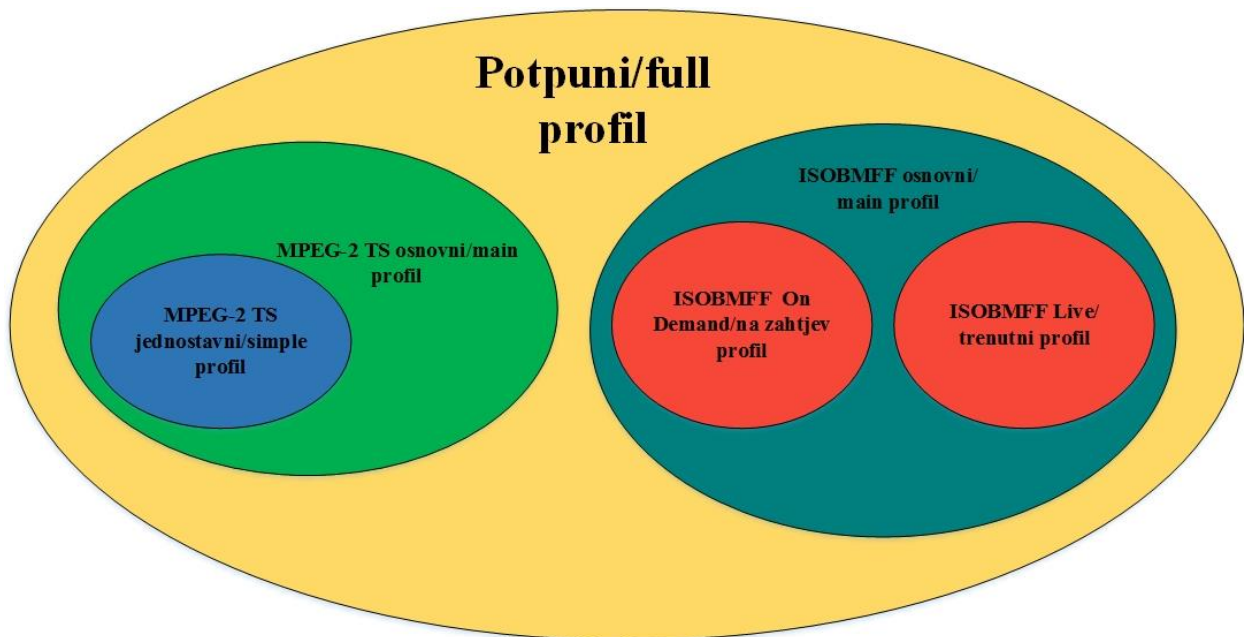 Potpuni/full
profil
MPEG-2 TS osnovni/main
profil
MPEG-2 TS
jednostavni/simple
profil
ISOBMFF osnovni/
main profil
ISOBMFF On
Demand/na zahtjev
profil
ISOBMFF Live/
trenutni profil